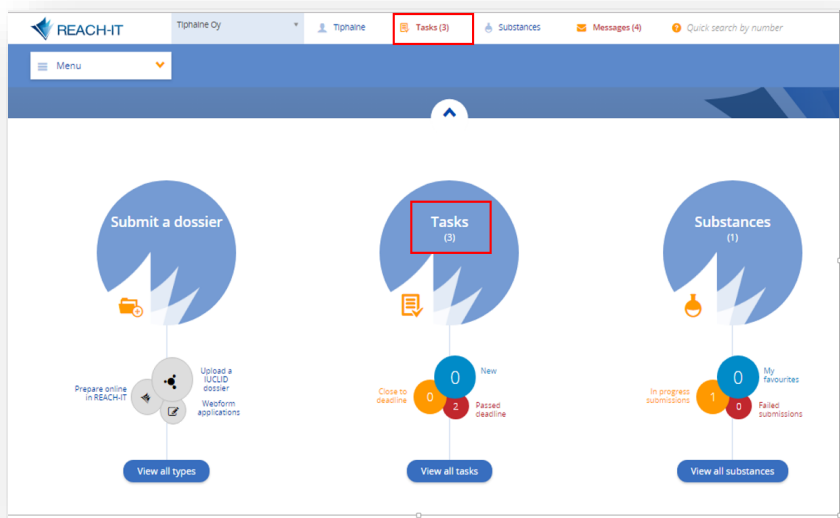 REACH-IT
Tiphaine Oy
Tiphaine
Tasks (3)
Substances
Messages (4)
Quick search by number
Menu
Submit a dossier
Prepare online
in REACH-IT
Upload a
IUCLID
dossier
Webform
applications
View all types
Tasks
(3)
0
New
Close to
deadline
0
2
Passed
deadline
View all tasks
Substances
(1)
0
My
favourites
In progress
submissions
1
0
Failed
submissions
View all substances